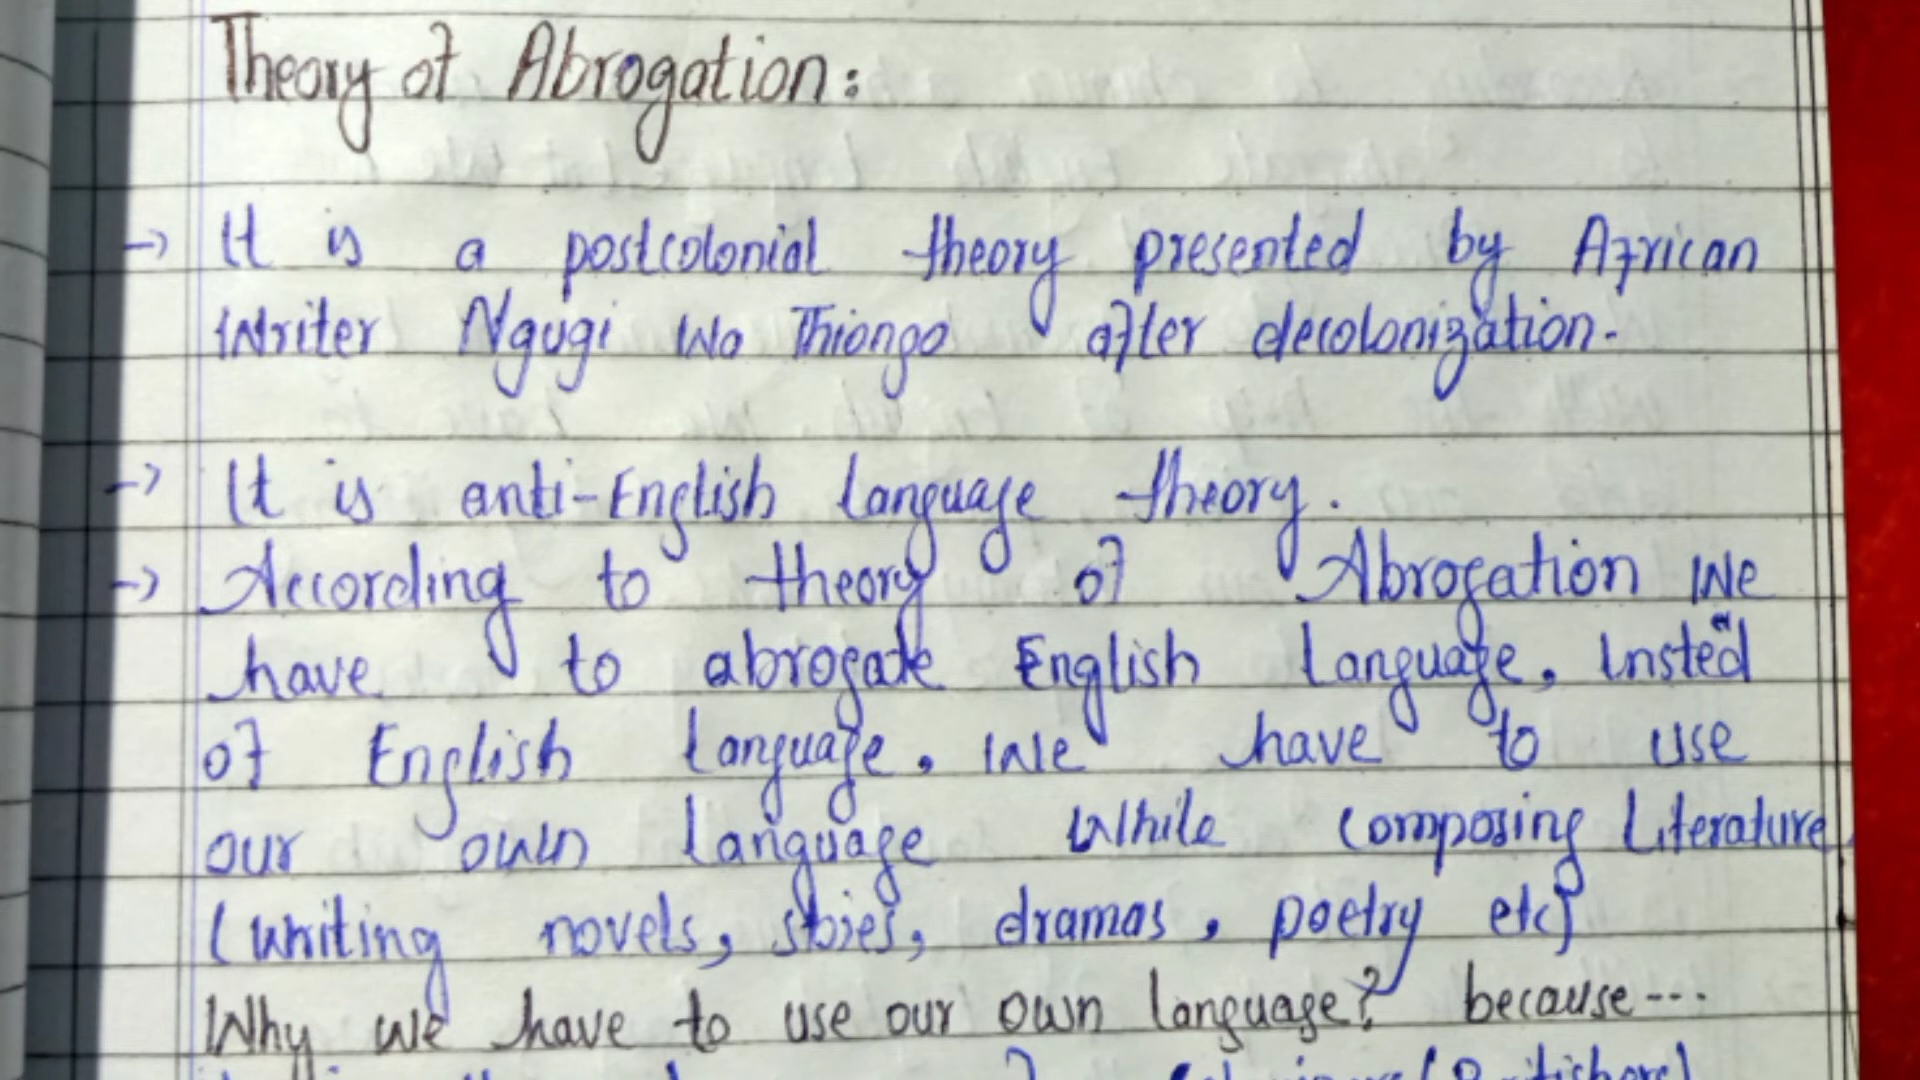 Theory of Abrogation:
→ It is a postcolonial theory presented by African
Writer Ngugi Wa Thiongo after decolonization.
→ It is anti-English language theory.
→ According to theory of Abrogation We
have to abrogate English Language. Insted
of English language. We have to use
our own language While composing Literature
(writing novels, stories, dramas, poetry etc)
Why we have to use our own language? because---
(Britishers)